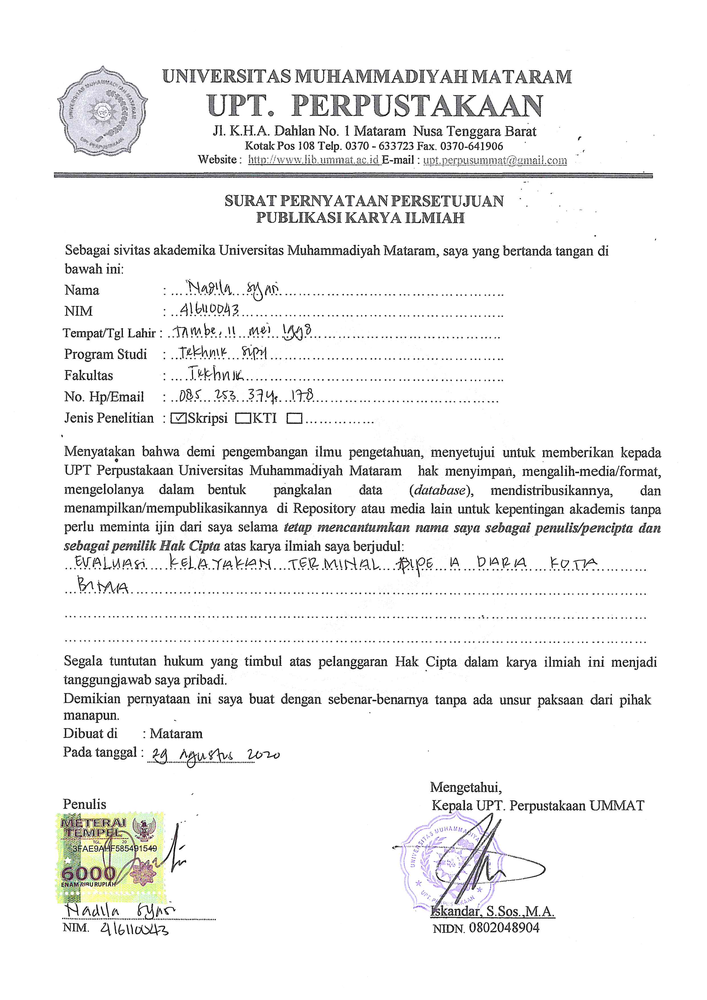 UNIVERSITAS MUHAMMADIYAH MATARAM
UPT. PERPUSTAKAAN
Jl. K.H.A. Dahlan No. 1 Mataram Nusa Tenggara Barat
Kotak Pos 108 Telp. 0370 - 633723 Fax. 0370-641906
Website : http://www.lib.ummat.ac.id E-mail : upt.perpusummat@gmail.com
UNIVERSITAS MUHAMMADIYAH MATARAM
UPT. PERPUSTAKAAN
SURAT PERNYATAAN PERSETUJUAN
PUBLIKASI KARYA ILMIAH
Sebagai sivitas akademika Universitas Muhammadiyah Mataram, saya yang bertanda tangan di
bawah ini:
Nama : Nadila Syari
NIM : 416110043
Tempat/Tgl Lahir : Tambe, 11 mei 1998
Program Studi : Tekhnik Sipil
Fakultas : Tekhnik
No. Hp/Email : 085 253 374 178
Jenis Penelitian : ☑Skripsi ☐KTI ☐...............
Menyatakan bahwa demi pengembangan ilmu pengetahuan, menyetujui untuk memberikan kepada
UPT Perpustakaan Universitas Muhammadiyah Mataram hak menyimpan, mengalih-media/format,
mengelolanya dalam bentuk pangkalan data (database), mendistribusikannya, dan
menampilkan/mempublikasikannya di Repository atau media lain untuk kepentingan akademis tanpa
perlu meminta ijin dari saya selama tetap mencantumkan nama saya sebagai penulis/pencipta dan
sebagai pemilik Hak Cipta atas karya ilmiah saya berjudul:
EVALUASI KELAYAKAN TERMINAL PIPE A DARA KOTA
BIMA
Segala tuntutan hukum yang timbul atas pelanggaran Hak Cipta dalam karya ilmiah ini menjadi
tanggungjawab saya pribadi.
Demikian pernyataan ini saya buat dengan sebenar-benarnya tanpa ada unsur paksaan dari pihak
manapun.
Dibuat di : Mataram
Pada tanggal : 29 Agustus 2020
Mengetahui,
Penulis
Kepala UPT. Perpustakaan UMMAT
METERAI
TEMPEL
TGL. 20
3FAE9AHF585491549
6000
ENAM RIBU RUPIAH
UNIVERSITAS MUHAMMADIYAH
UPT. PERPUSTAKAAN
Nadila Syari
Iskandar, S.Sos.,M.A.
NIM. 416110043
NIDN. 0802048904